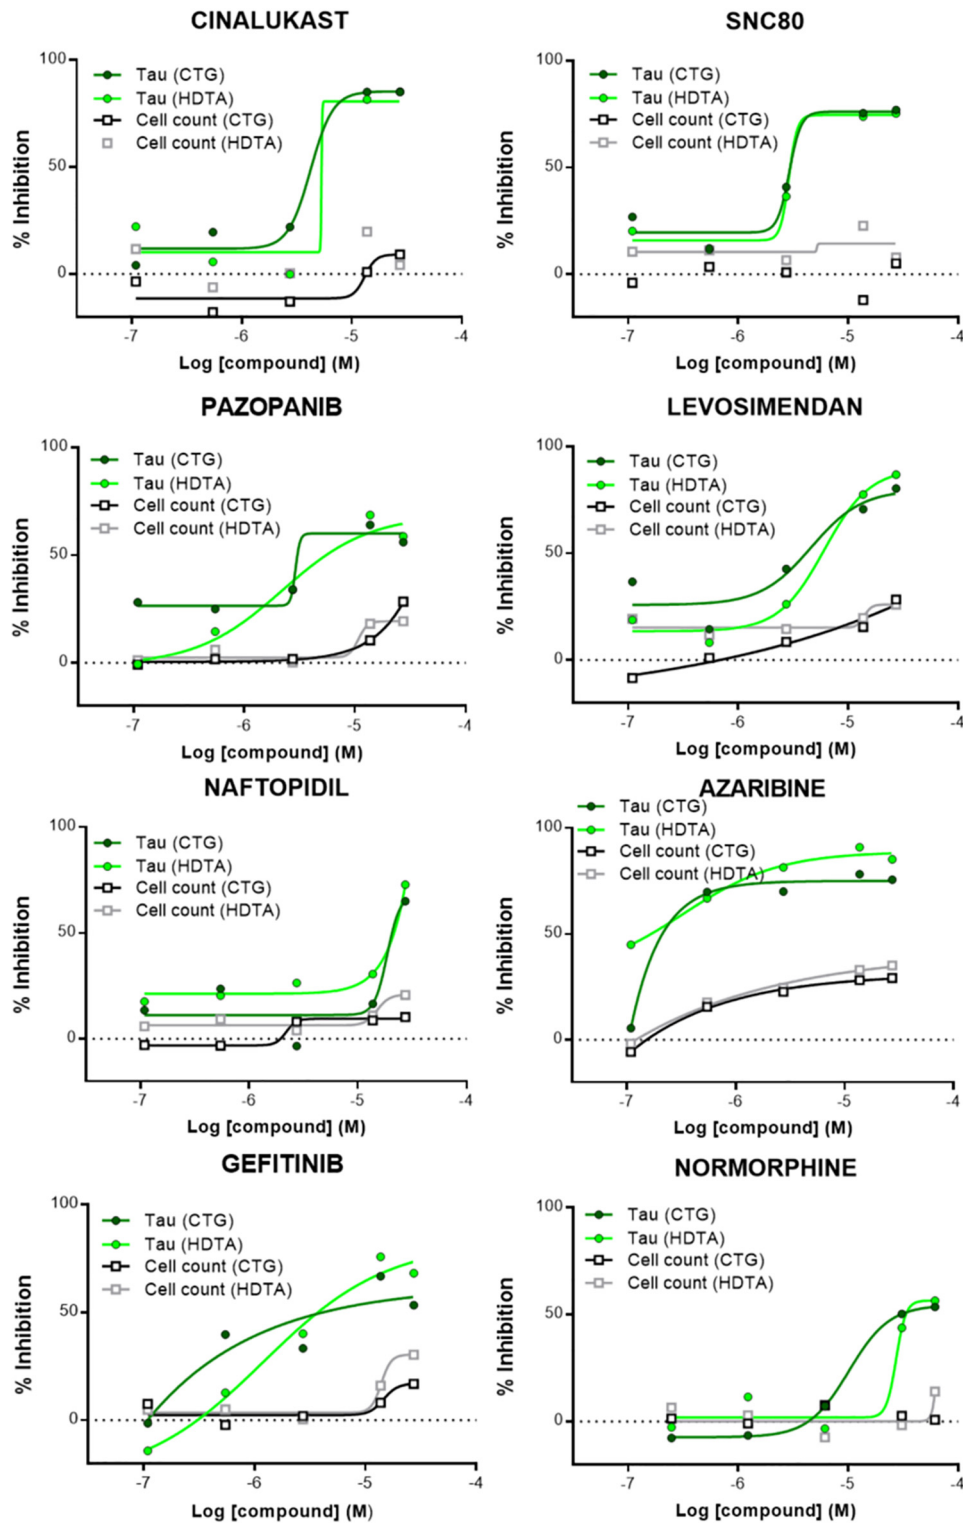 CINALUKAST
Tau (CTG)
Tau (HDTA)
Cell count (CTG)
Cell count (HDTA)
% Inhibition
100
50
0
-7
-6
-5
-4
Log [compound] (M)
SNC80
Tau (CTG)
Tau (HDTA)
Cell count (CTG)
Cell count (HDTA)
% Inhibition
100
50
0
-7
-6
-5
-4
Log [compound] (M)
PAZOPANIB
Tau (CTG)
Tau (HDTA)
Cell count (CTG)
Cell count (HDTA)
% Inhibition
100
50
0
-7
-6
-5
-4
Log [compound] (M)
LEVOSIMENDAN
Tau (CTG)
Tau (HDTA)
Cell count (CTG)
Cell count (HDTA)
% Inhibition
100
50
0
-7
-6
-5
-4
Log [compound] (M)
NAFTOPIDIL
Tau (CTG)
Tau (HDTA)
Cell count (CTG)
Cell count (HDTA)
% Inhibition
100
50
0
-7
-6
-5
-4
Log [compound] (M)
AZARIBINE
Tau (CTG)
Tau (HDTA)
Cell count (CTG)
Cell count (HDTA)
% Inhibition
100
50
0
-7
-6
-5
-4
Log [compound] (M)
GEFITINIB
Tau (CTG)
Tau (HDTA)
Cell count (CTG)
Cell count (HDTA)
% Inhibition
100
50
0
-7
-6
-5
-4
Log [compound] (M)
NORMORPHINE
Tau (CTG)
Tau (HDTA)
Cell count (CTG)
Cell count (HDTA)
% Inhibition
100
50
0
-7
-6
-5
-4
Log [compound] (M)